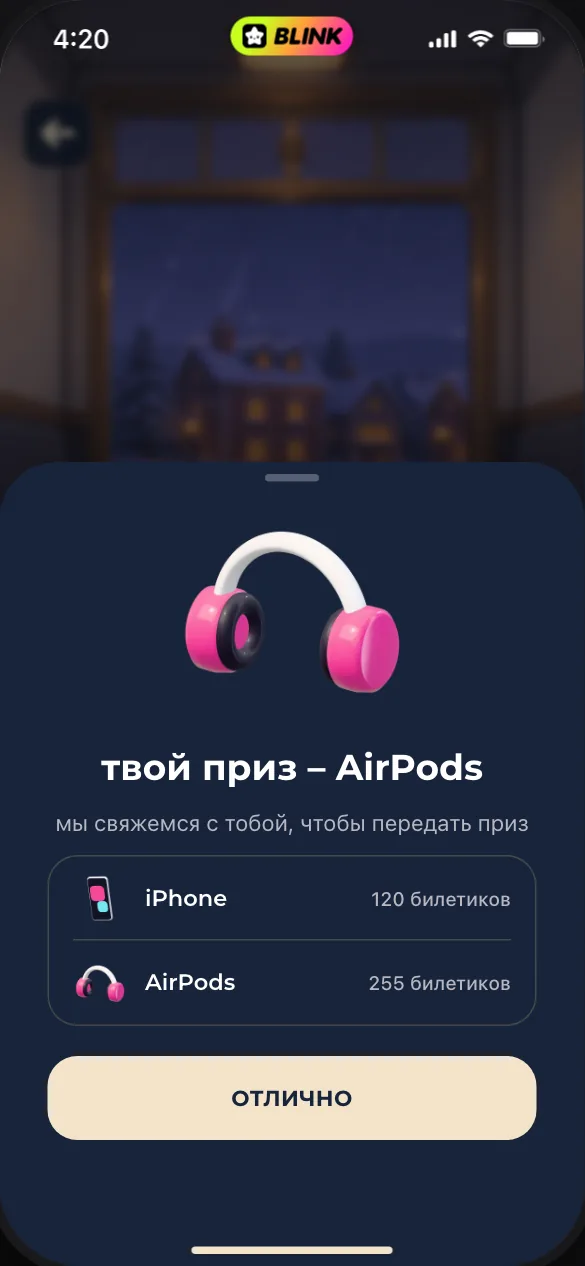 4:20
BLINK
твой приз – AirPods
мы свяжемся с тобой, чтобы передать приз
iPhone 120 билетиков
AirPods 255 билетиков
ОТЛИЧНО